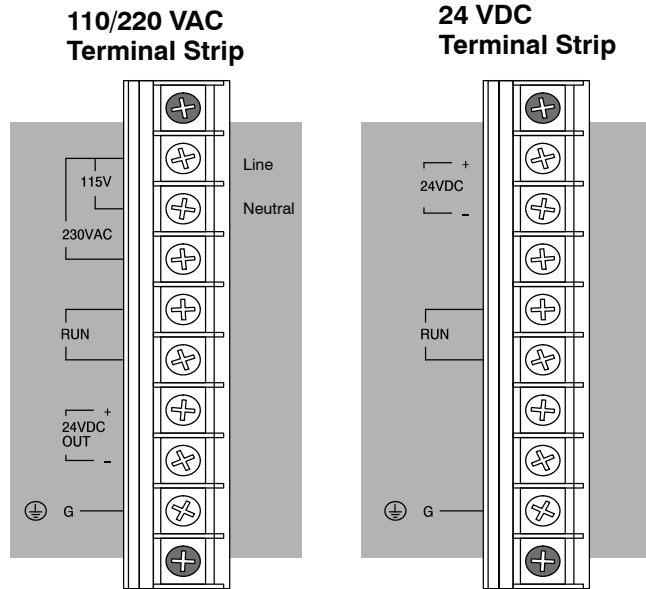 110/220 VAC
Terminal Strip
115V
230VAC
Line
Neutral
RUN
+
24VDC
OUT
–
G
24 VDC
Terminal Strip
+
24VDC
–
RUN
G